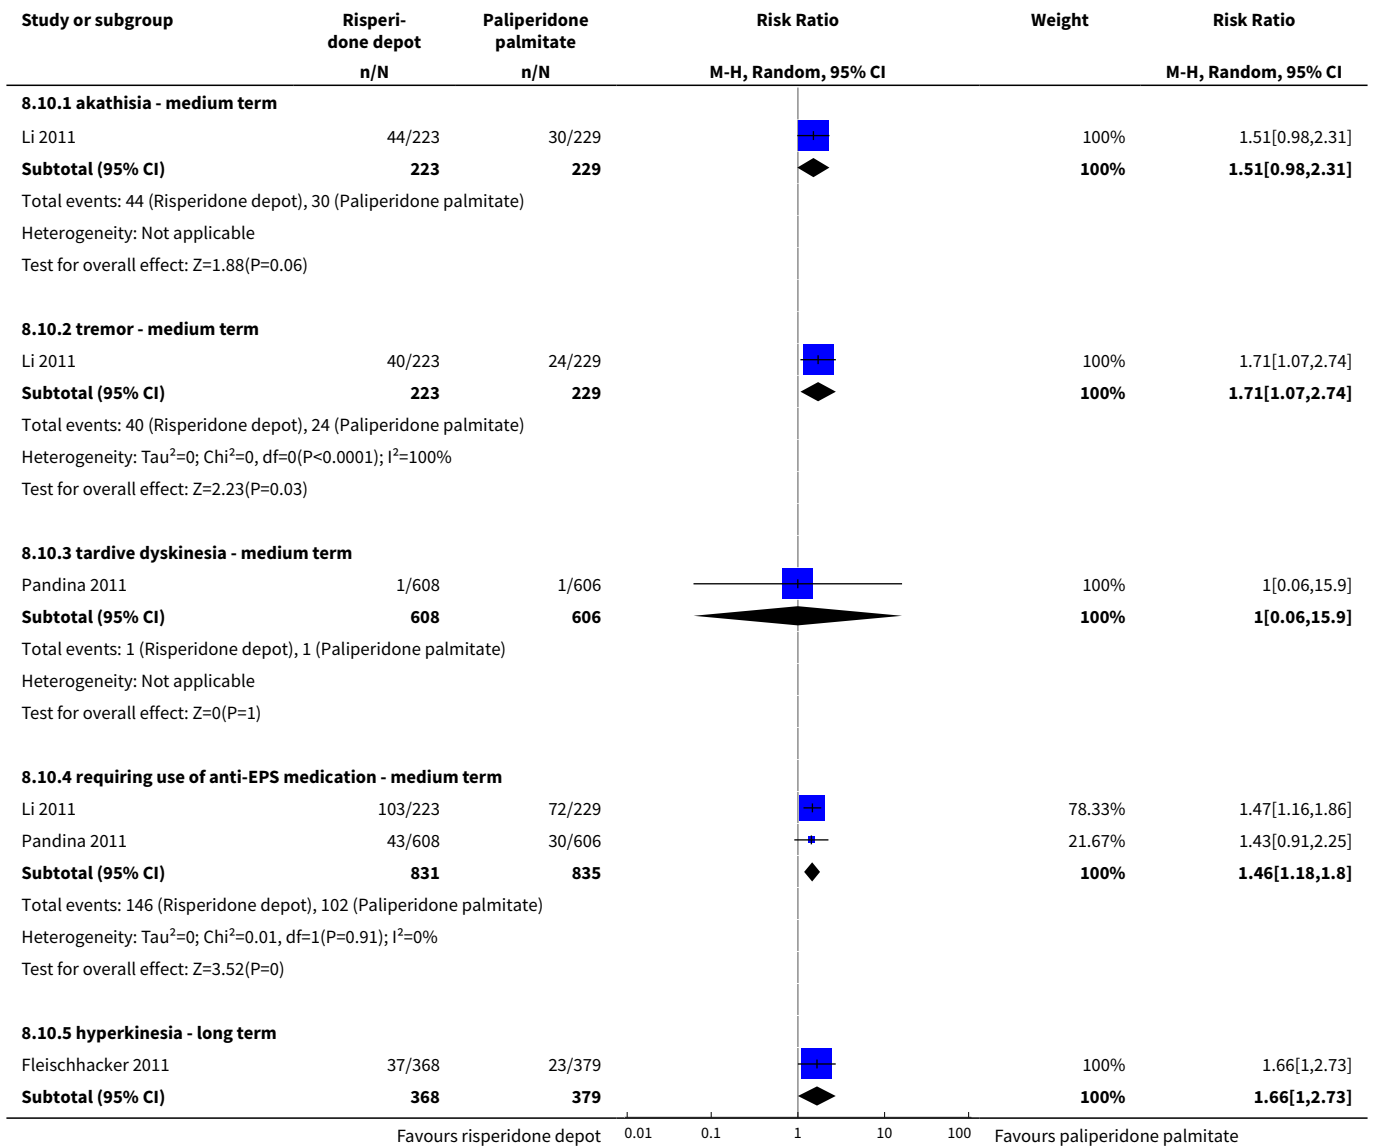 Study or subgroup Risperi- Paliperidone Risk Ratio Weight Risk Ratio
done depot palmitate
n/N n/N M-H, Random, 95% CI M-H, Random, 95% CI
8.10.1 akathisia - medium term
Li 2011 44/223 30/229 100% 1.51[0.98,2.31]
Subtotal (95% CI) 223 229 100% 1.51[0.98,2.31]
Total events: 44 (Risperidone depot), 30 (Paliperidone palmitate)
Heterogeneity: Not applicable
Test for overall effect: Z=1.88(P=0.06)
8.10.2 tremor - medium term
Li 2011 40/223 24/229 100% 1.71[1.07,2.74]
Subtotal (95% CI) 223 229 100% 1.71[1.07,2.74]
Total events: 40 (Risperidone depot), 24 (Paliperidone palmitate)
Heterogeneity: Tau²=0; Chi²=0, df=0(P<0.0001); I²=100%
Test for overall effect: Z=2.23(P=0.03)
8.10.3 tardive dyskinesia - medium term
Pandina 2011 1/608 1/606 100% 1[0.06,15.9]
Subtotal (95% CI) 608 606 100% 1[0.06,15.9]
Total events: 1 (Risperidone depot), 1 (Paliperidone palmitate)
Heterogeneity: Not applicable
Test for overall effect: Z=0(P=1)
8.10.4 requiring use of anti-EPS medication - medium term
Li 2011 103/223 72/229 78.33% 1.47[1.16,1.86]
Pandina 2011 43/608 30/606 21.67% 1.43[0.91,2.25]
Subtotal (95% CI) 831 835 100% 1.46[1.18,1.8]
Total events: 146 (Risperidone depot), 102 (Paliperidone palmitate)
Heterogeneity: Tau²=0; Chi²=0.01, df=1(P=0.91); I²=0%
Test for overall effect: Z=3.52(P=0)
8.10.5 hyperkinesia - long term
Fleischhacker 2011 37/368 23/379 100% 1.66[1,2.73]
Subtotal (95% CI) 368 379 100% 1.66[1,2.73]
Favours risperidone depot 0.01 0.1 1 10 100 Favours paliperidone palmitate